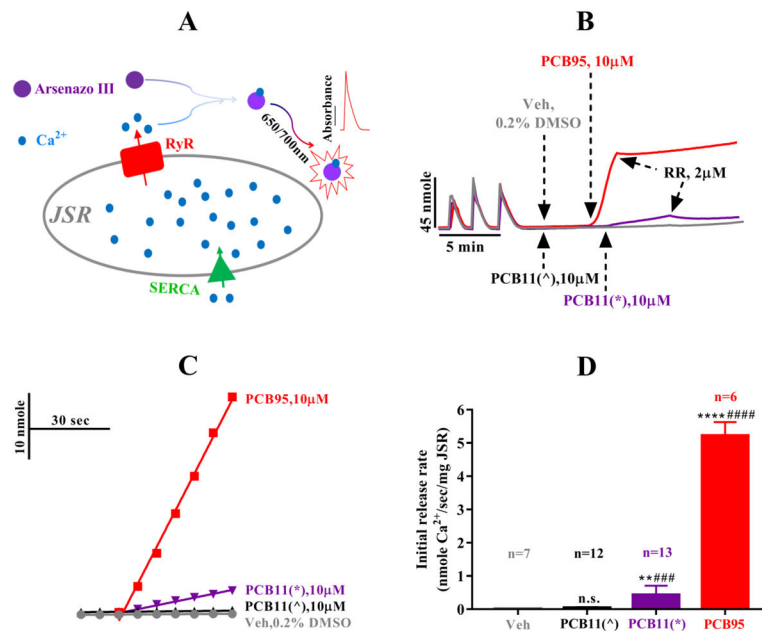 A
Arsenazo III
Ca2+
RyR
JSR
SERCA
650/700nm
Absorbance
B
PCB95, 10μM
Veh,
0.2% DMSO
RR, 2μM
45 nmole
5 min
PCB11(^),10μM
PCB11(*),10μM
C
10 nmole
30 sec
PCB95,10μM
PCB11(*),10μM
PCB11(^),10μM
Veh,0.2% DMSO
D
Initial release rate
(nmole Ca2+/sec/mg JSR)
6
5
4
3
2
1
0
n=7
n=12
n=13
n=6
n.s.
**###
****####
Veh
PCB11(^)
PCB11(*)
PCB95